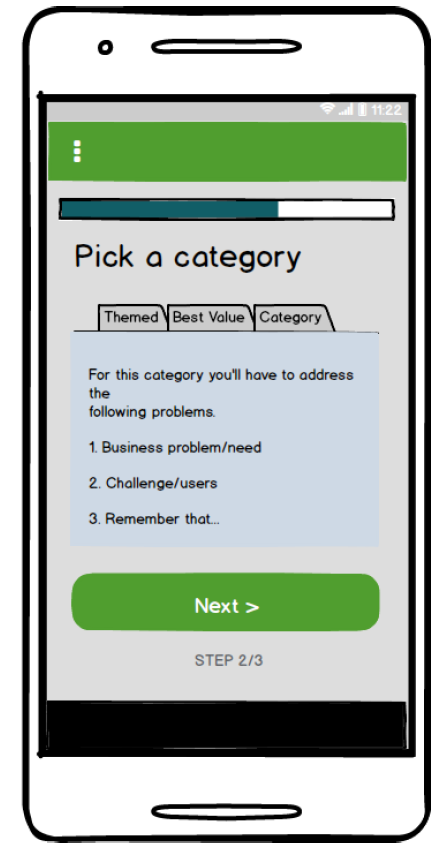 11:22
Pick a category
Themed Best Value Category
For this category you'll have to address
the
following problems.
1. Business problem/need
2. Challenge/users
3. Remember that...
Next >
STEP 2/3